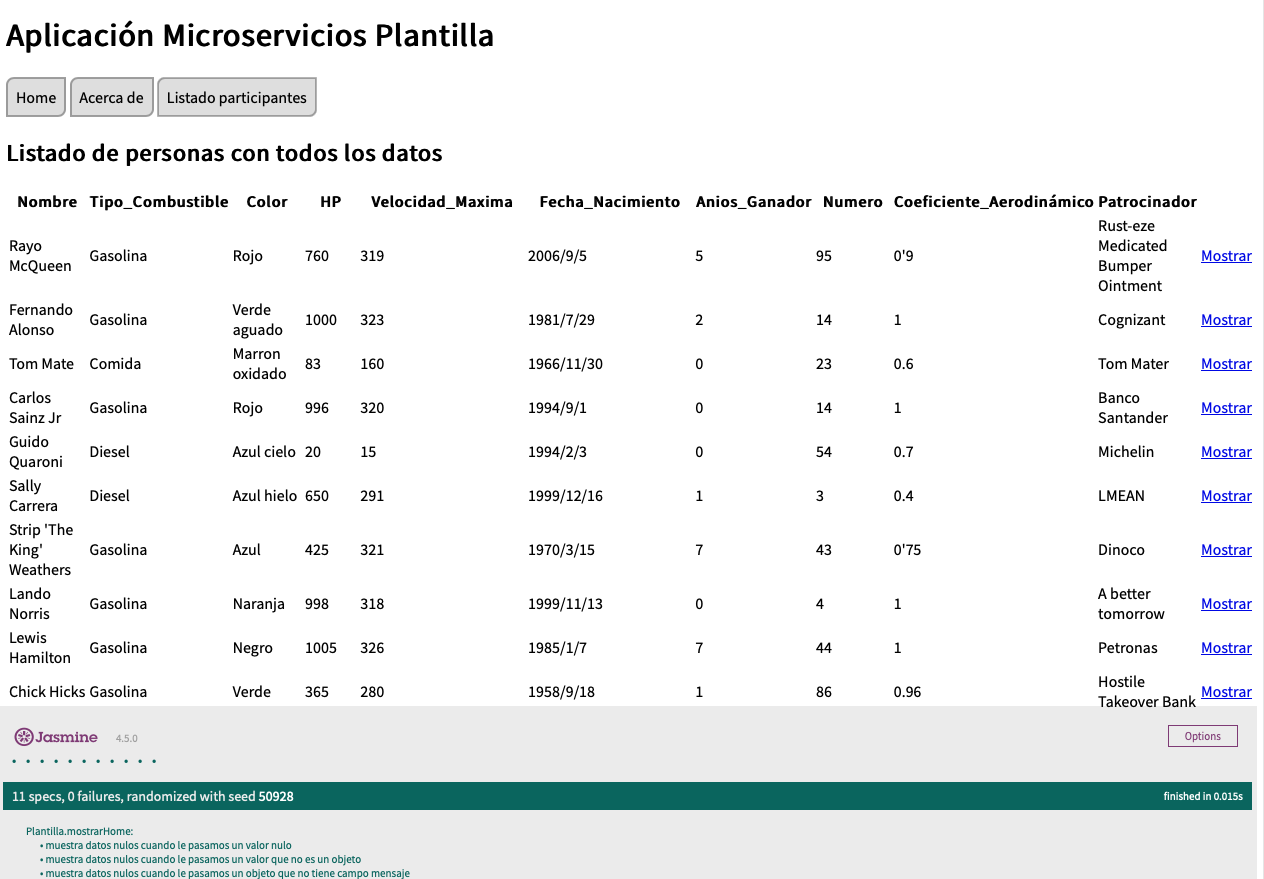 Aplicación Microservicios Plantilla
Home Acerca de Listado participantes
Listado de personas con todos los datos
Nombre Tipo_Combustible Color HP Velocidad_Maxima Fecha_Nacimiento Anios_Ganador Numero Coeficiente_Aerodinámico Patrocinador
Rayo McQueen Gasolina Rojo 760 319 2006/9/5 5 95 0'9 Rust-eze Medicated Bumper Ointment Mostrar
Fernando Alonso Gasolina Verde aguado 1000 323 1981/7/29 2 14 1 Cognizant Mostrar
Tom Mate Comida Marron oxidado 83 160 1966/11/30 0 23 0.6 Tom Mater Mostrar
Carlos Sainz Jr Gasolina Rojo 996 320 1994/9/1 0 14 1 Banco Santander Mostrar
Guido Quaroni Diesel Azul cielo 20 15 1994/2/3 0 54 0.7 Michelin Mostrar
Sally Carrera Diesel Azul hielo 650 291 1999/12/16 1 3 0.4 LMEAN Mostrar
Strip 'The King' Weathers Gasolina Azul 425 321 1970/3/15 7 43 0'75 Dinoco Mostrar
Lando Norris Gasolina Naranja 998 318 1999/11/13 0 4 1 A better tomorrow Mostrar
Lewis Hamilton Gasolina Negro 1005 326 1985/1/7 7 44 1 Petronas Mostrar
Chick Hicks Gasolina Verde 365 280 1958/9/18 1 86 0.96 Hostile Takeover Bank Mostrar
Jasmine 4.5.0 Options
• • • • • • • • • • •
11 specs, 0 failures, randomized with seed 50928 finished in 0.015s
Plantilla.mostrarHome:
• muestra datos nulos cuando le pasamos un valor nulo
• muestra datos nulos cuando le pasamos un valor que no es un objeto
• muestra datos nulos cuando le pasamos un objeto que no tiene campo mensaje